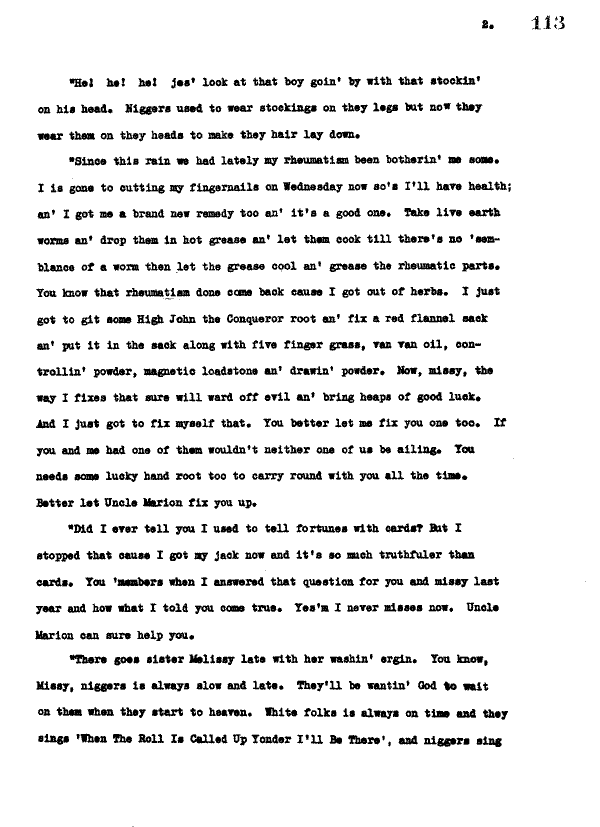 2. 113
"He! he! he! jes' look at that boy goin' by with that stockin'
on his head. Niggers used to wear stockings on they legs but now they
wear them on they heads to make they hair lay down.
"Since this rain we had lately my rheumatism been botherin' me some.
I is gone to cutting my fingernails on Wednesday now so's I'll have health;
an' I got me a brand new remedy too an' it's a good one. Take live earth
worms an' drop them in hot grease an' let them cook till there's no 'sem-
blance of a worm then let the grease cool an' grease the rheumatic parts.
You know that rheumatism done come back cause I got out of herbs. I just
got to git some High John the Conqueror root an' fix a red flannel sack
an' put it in the sack along with five finger grass, van van oil, con-
trollin' powder, magnetic loadstone an' drawin' powder. Now, missy, the
way I fixes that sure will ward off evil an' bring heaps of good luck.
And I just got to fix myself that. You better let me fix you one too. If
you and me had one of them wouldn't neither one of us be ailing. You
needs some lucky hand root too to carry round with you all the time.
Better let Uncle Marion fix you up.
"Did I ever tell you I used to tell fortunes with cards? But I
stopped that cause I got my jack now and it's so much truthfuler than
cards. You 'members when I answered that question for you and missy last
year and how what I told you come true. Yes'm I never misses now. Uncle
Marion can sure help you.
"There goes sister Melissy late with her washin' ergin. You know,
Missy, niggers is always slow and late. They'll be wantin' God to wait
on them when they start to heaven. White folks is always on time and they
sings 'When The Roll Is Called Up Yonder I'll Be There', and niggers sing